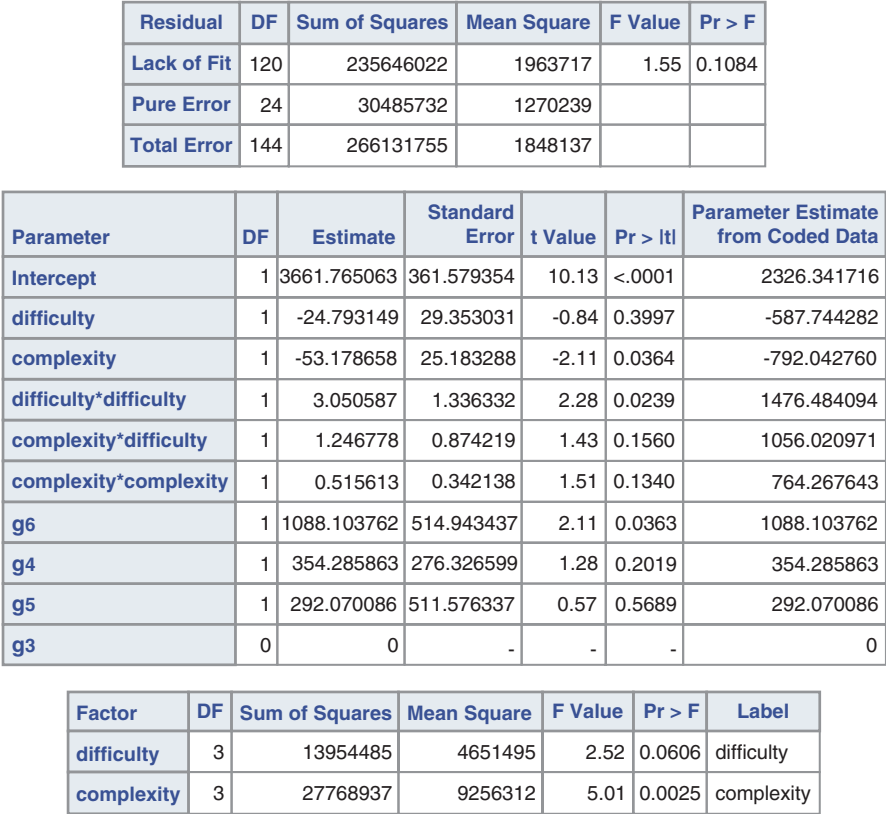 Residual DF Sum of Squares Mean Square F Value Pr > F
Lack of Fit 120 235646022 1963717 1.55 0.1084
Pure Error 24 30485732 1270239
Total Error 144 266131755 1848137
Parameter DF Estimate Standard Error t Value Pr > |t| Parameter Estimate from Coded Data
Intercept 1 3661.765063 361.579354 10.13 <.0001 2326.341716
difficulty 1 -24.793149 29.353031 -0.84 0.3997 -587.744282
complexity 1 -53.178658 25.183288 -2.11 0.0364 -792.042760
difficulty*difficulty 1 3.050587 1.336332 2.28 0.0239 1476.484094
complexity*difficulty 1 1.246778 0.874219 1.43 0.1560 1056.020971
complexity*complexity 1 0.515613 0.342138 1.51 0.1340 764.267643
g6 1 1088.103762 514.943437 2.11 0.0363 1088.103762
g4 1 354.285863 276.326599 1.28 0.2019 354.285863
g5 1 292.070086 511.576337 0.57 0.5689 292.070086
g3 0 0 - - - 0
Factor DF Sum of Squares Mean Square F Value Pr > F Label
difficulty 3 13954485 4651495 2.52 0.0606 difficulty
complexity 3 27768937 9256312 5.01 0.0025 complexity